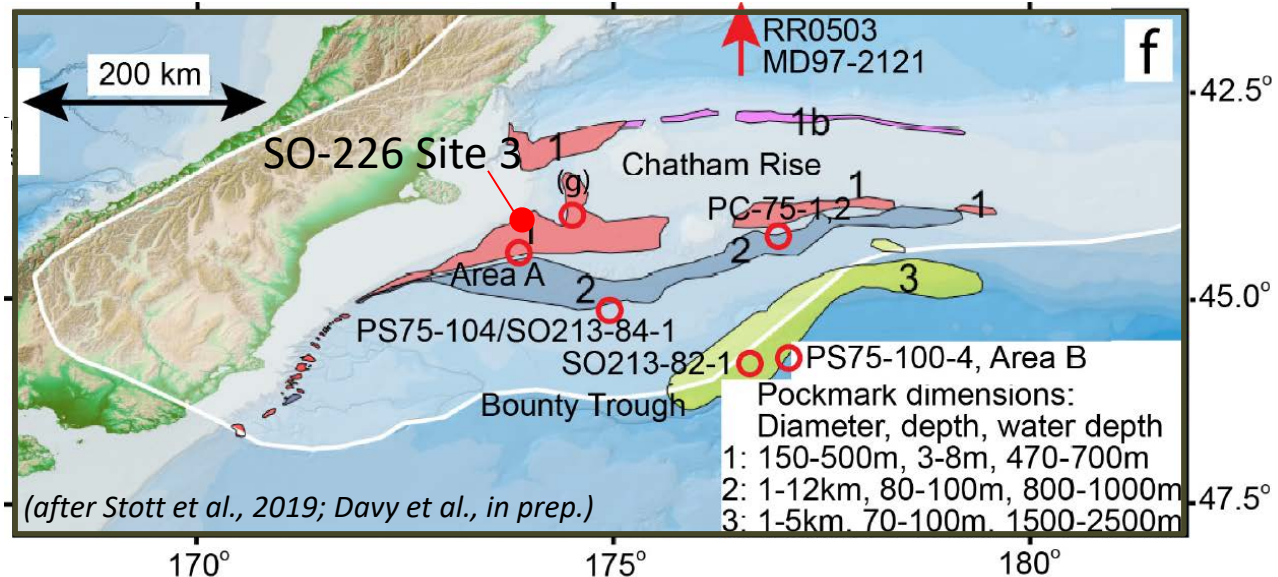 RR0503
MD97-2121
f
200 km
42.5°
1b
SO-226 Site 3
1
Chatham Rise
(g)
1
PC-75-1,2
1
1
2
Area A
3
2
45.0°
PS75-104/SO213-84-1
SO213-82-1
PS75-100-4, Area B
Pockmark dimensions:
Bounty Trough
Diameter, depth, water depth
1: 150-500m, 3-8m, 470-700m
2: 1-12km, 80-100m, 800-1000m
(after Stott et al., 2019; Davy et al., in prep.)
47.5°
3: 1-5km, 70-100m, 1500-2500m
170°
175°
180°